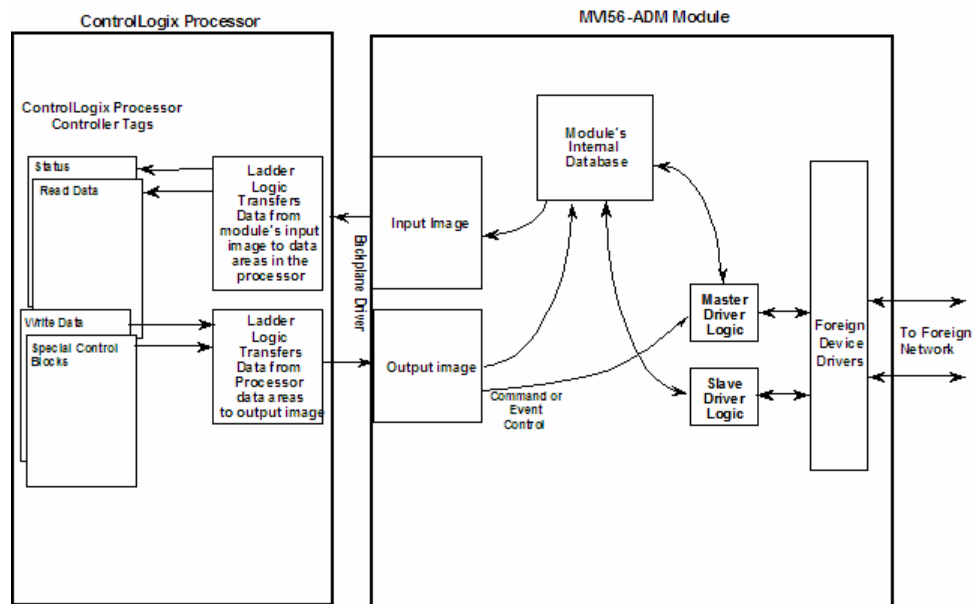 ControlLogix Processor
MVI56-ADM Module
ControlLogix Processor
Controller Tags
Status
Read Data
Write Data
Special Control
Blocks
Ladder
Logic
Transfers
Data from
module's input
image to data
areas in the
processor
Ladder
Logic
Transfers
Data from
Processor
data areas
to output image
Backplane Driver
Input Image
Output image
Module's
Internal
Database
Command or
Event
Control
Master
Driver
Logic
Slave
Driver
Logic
Foreign
Device
Drivers
To Foreign
Network